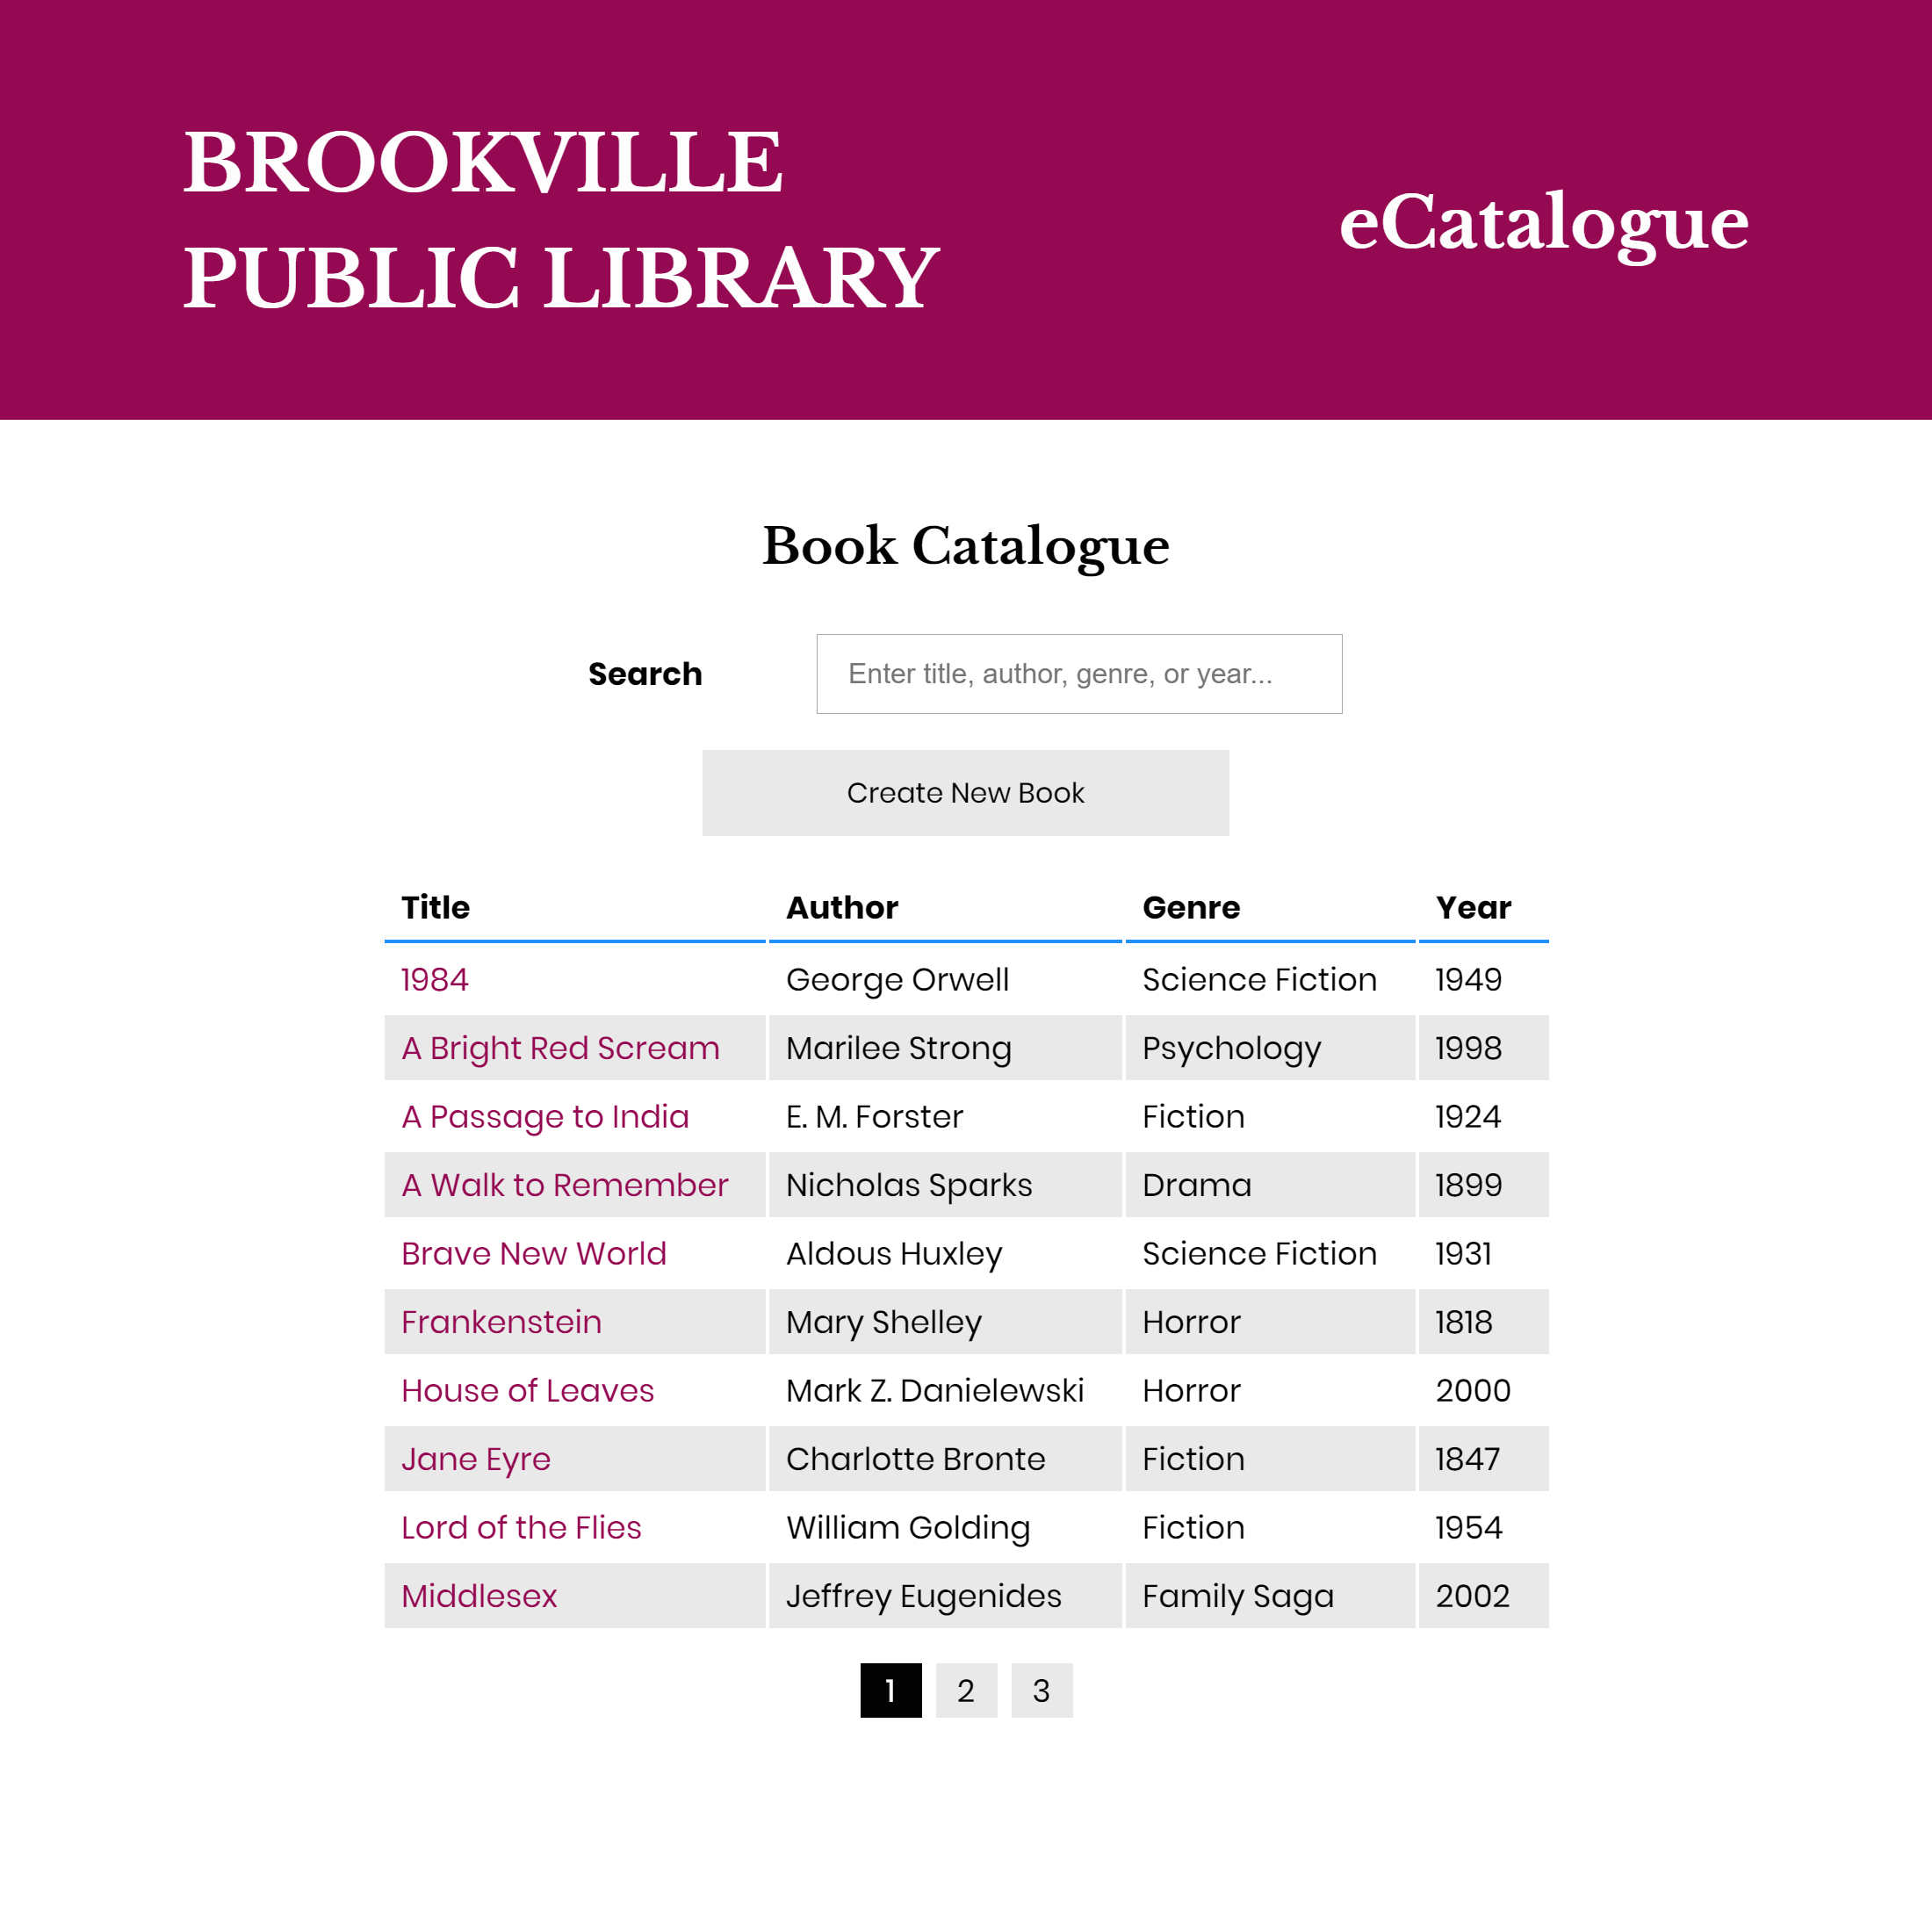 BROOKVILLE
PUBLIC LIBRARY
eCatalogue
Book Catalogue
Search Enter title, author, genre, or year...
Create New Book
Title Author Genre Year
1984 George Orwell Science Fiction 1949
A Bright Red Scream Marilee Strong Psychology 1998
A Passage to India E. M. Forster Fiction 1924
A Walk to Remember Nicholas Sparks Drama 1899
Brave New World Aldous Huxley Science Fiction 1931
Frankenstein Mary Shelley Horror 1818
House of Leaves Mark Z. Danielewski Horror 2000
Jane Eyre Charlotte Bronte Fiction 1847
Lord of the Flies William Golding Fiction 1954
Middlesex Jeffrey Eugenides Family Saga 2002
1 2 3